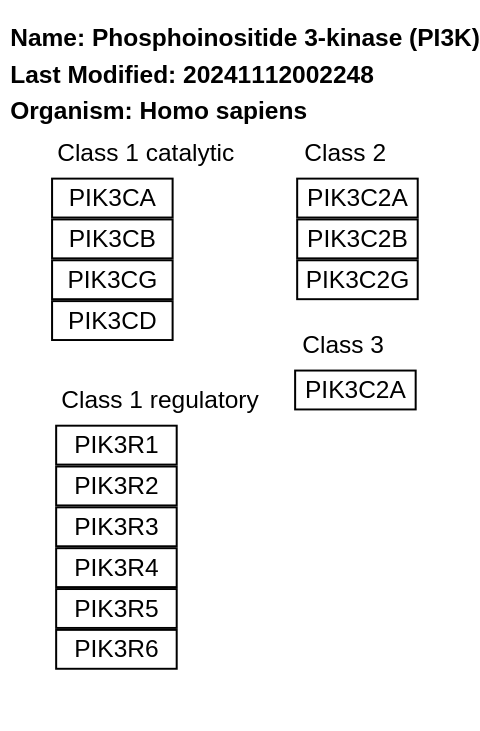 Name: Phosphoinositide 3-kinase (PI3K)
Last Modified: 20241112002248
Organism: Homo sapiens
Class 1 catalytic
PIK3CA
PIK3CB
PIK3CG
PIK3CD
Class 1 regulatory
PIK3R1
PIK3R2
PIK3R3
PIK3R4
PIK3R5
PIK3R6
Class 2
PIK3C2A
PIK3C2B
PIK3C2G
Class 3
PIK3C2A